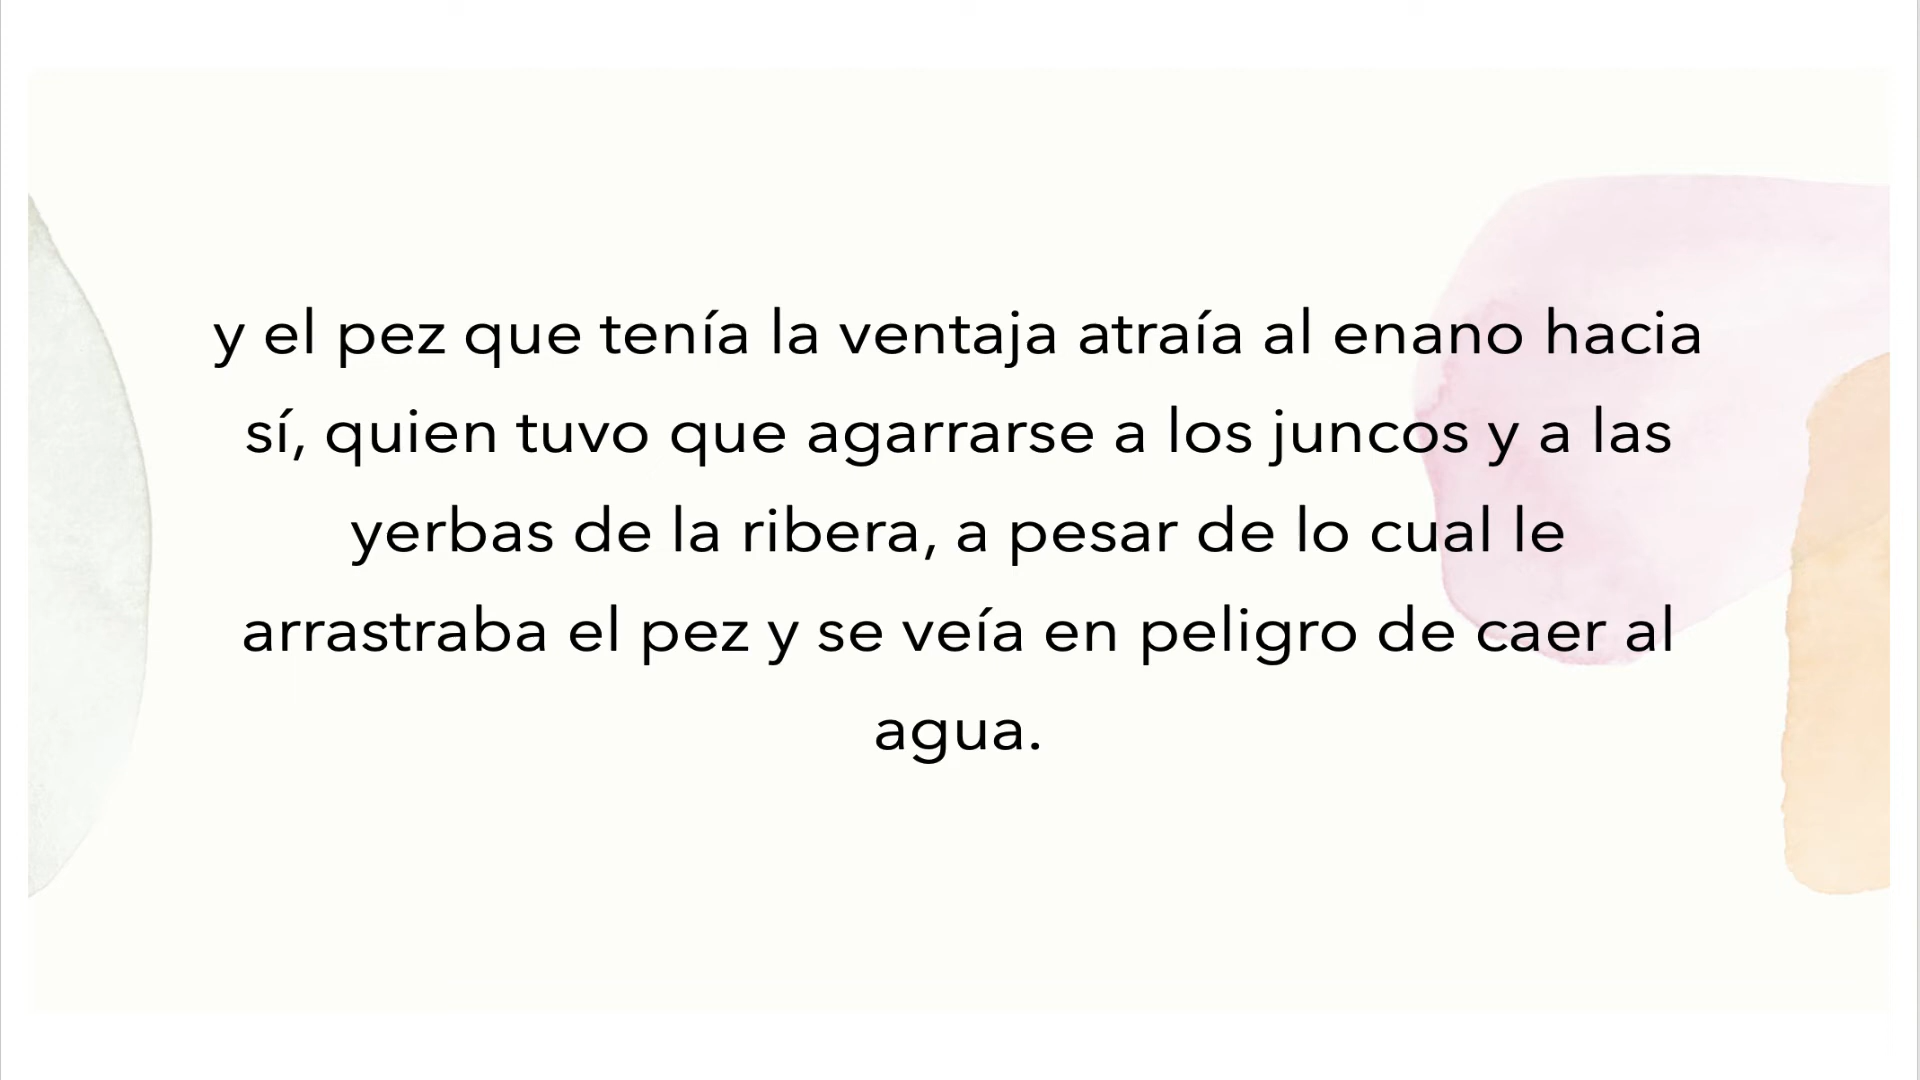 y el pez que tenía la ventaja atraía al enano hacia
sí, quien tuvo que agarrarse a los juncos y a las
yerbas de la ribera, a pesar de lo cual le
arrastraba el pez y se veía en peligro de caer al
agua.